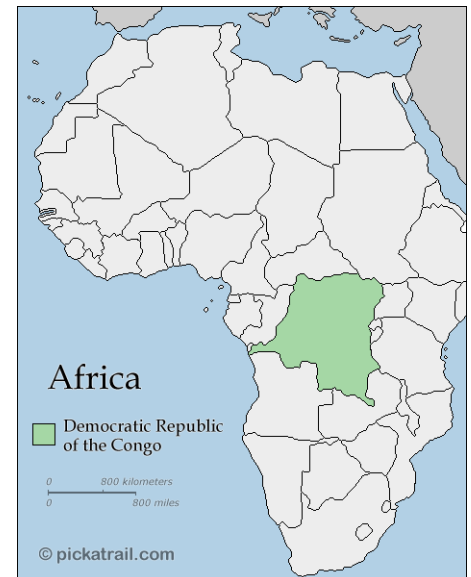 Africa
Democratic Republic
of the Congo
0 800 kilometers
0 800 miles
© pickatrail.com